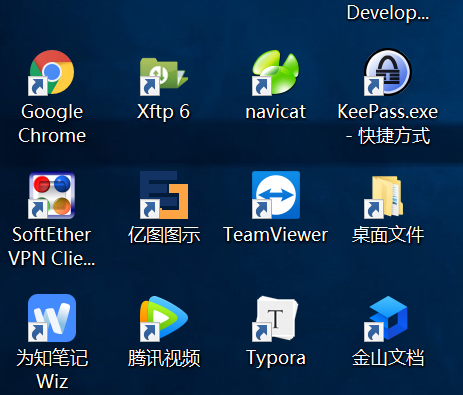 Develop...
Google
Chrome
Xftp 6
navicat
KeePass.exe
- 快捷方式
SoftEther
VPN Clie...
亿图图示
TeamViewer
桌面文件
为知笔记
Wiz
腾讯视频
T
Typora
金山文档